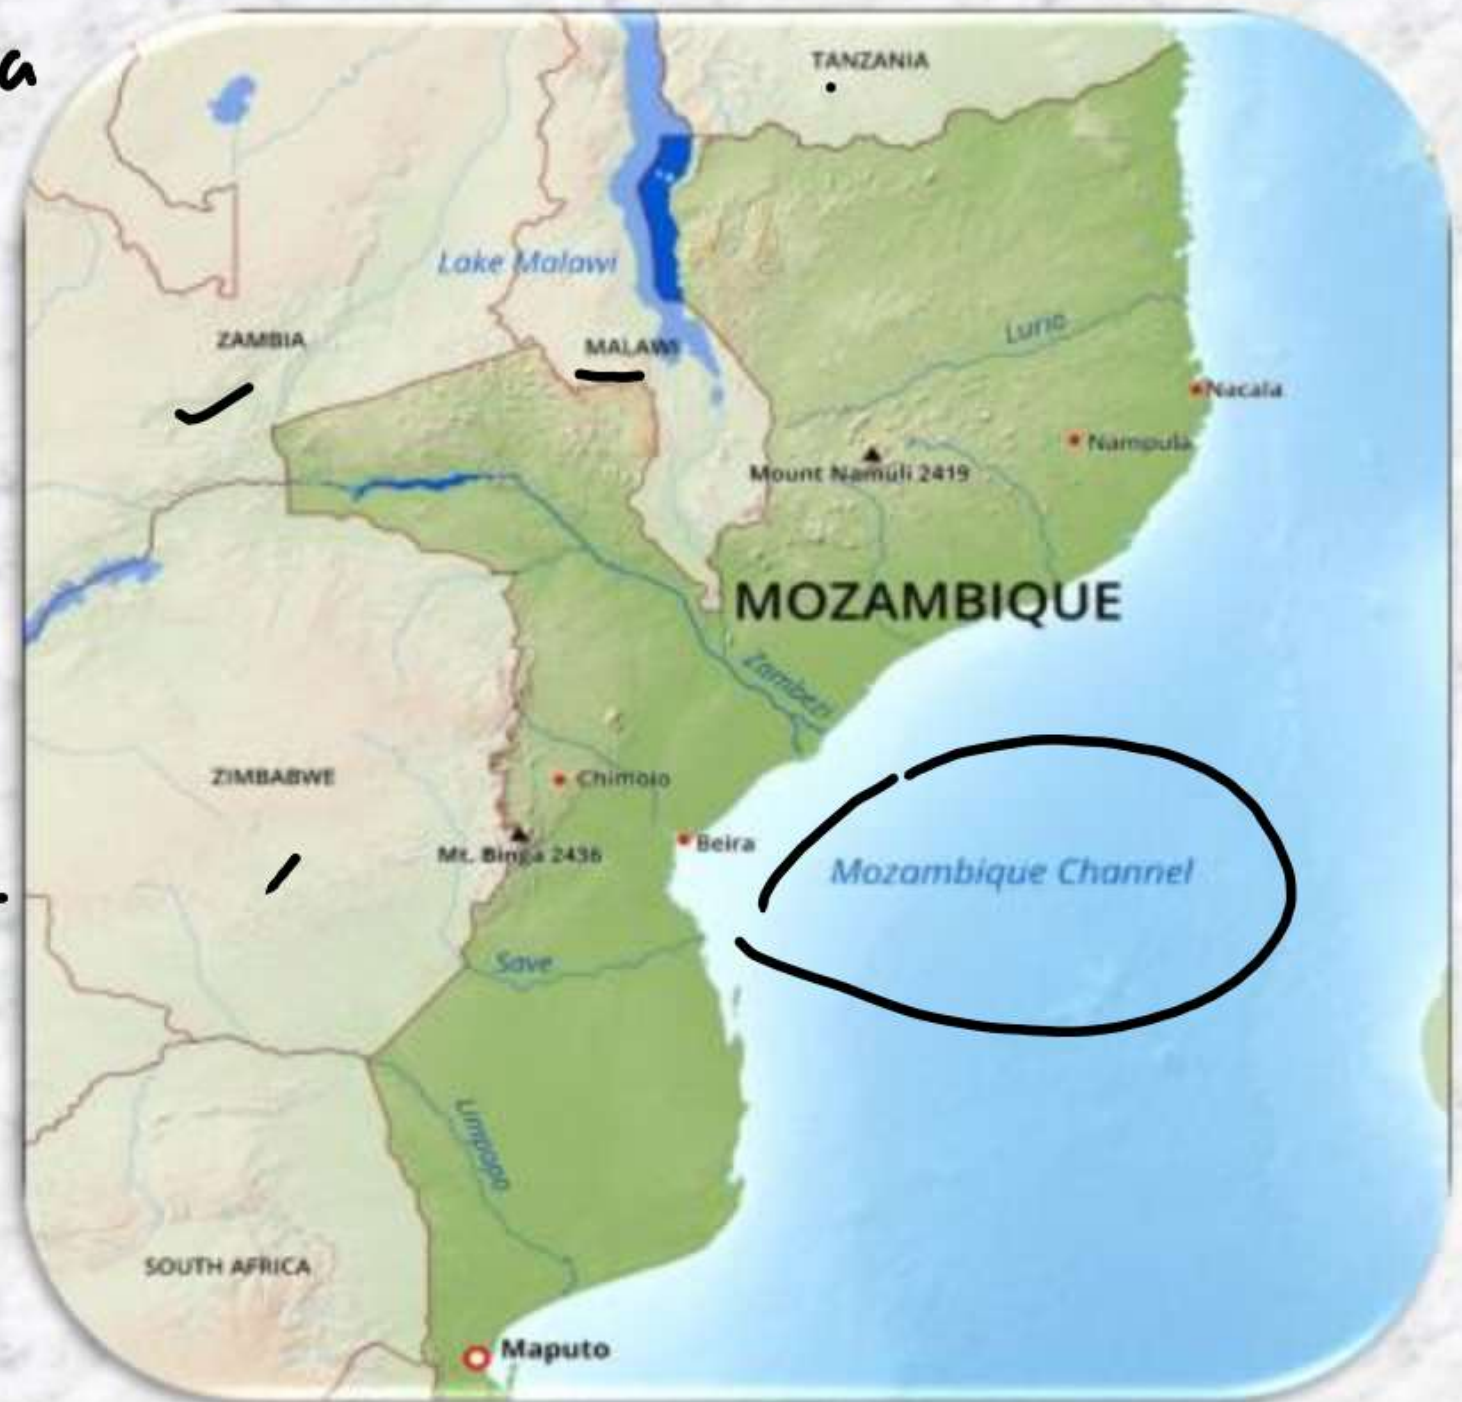 a
TANZANIA
Lake Malawi
ZAMBIA
MALAWI
Lurio
Nacala
Nampula
Mount Namuli 2419
MOZAMBIQUE
Zambezi
ZIMBABWE
Chimoio
Mt. Binga 2436
Beira
Mozambique Channel
Save
Limpopo
SOUTH AFRICA
Maputo